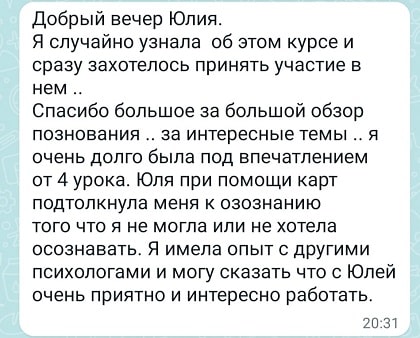 Добрый вечер Юлия.
Я случайно узнала об этом курсе и
сразу захотелось принять участие в
нем ..
Спасибо большое за большой обзор
познования .. за интересные темы .. я
очень долго была под впечатлением
от 4 урока. Юля при помощи карт
подтолкнула меня к озознанию
того что я не могла или не хотела
осознавать. Я имела опыт с другими
психологами и могу сказать что с Юлей
очень приятно и интересно работать.
20:31